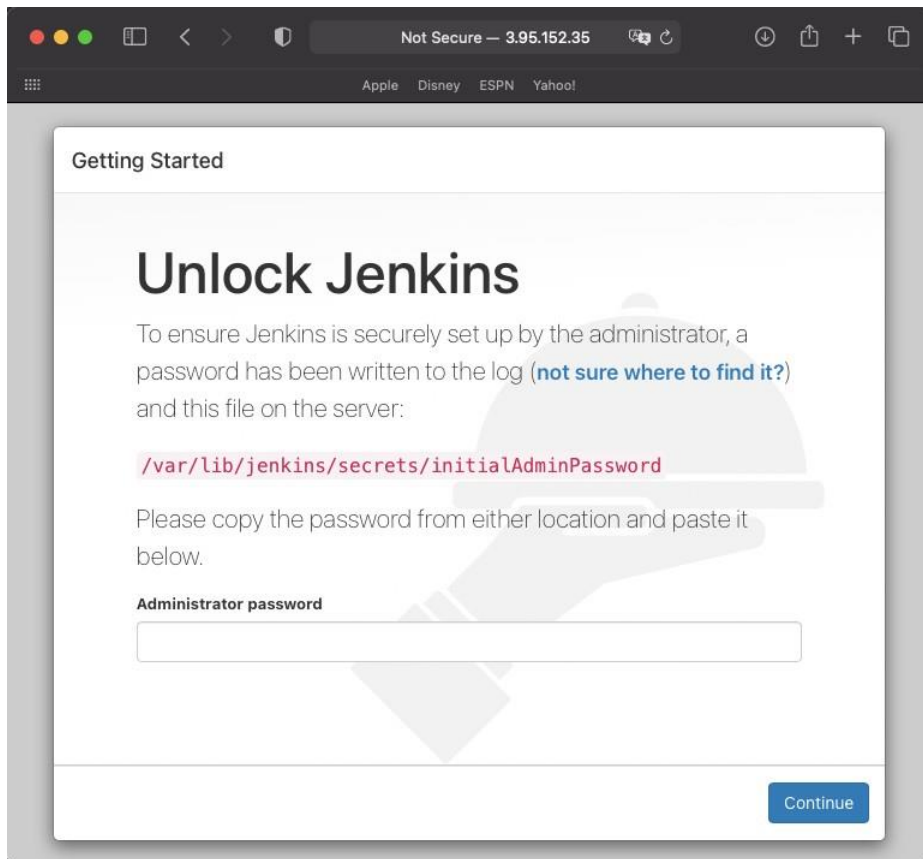 Not Secure — 3.95.152.35
Apple Disney ESPN Yahoo!
Getting Started
Unlock Jenkins
To ensure Jenkins is securely set up by the administrator, a
password has been written to the log (not sure where to find it?)
and this file on the server:
/var/lib/jenkins/secrets/initialAdminPassword
Please copy the password from either location and paste it
below.
Administrator password
Continue